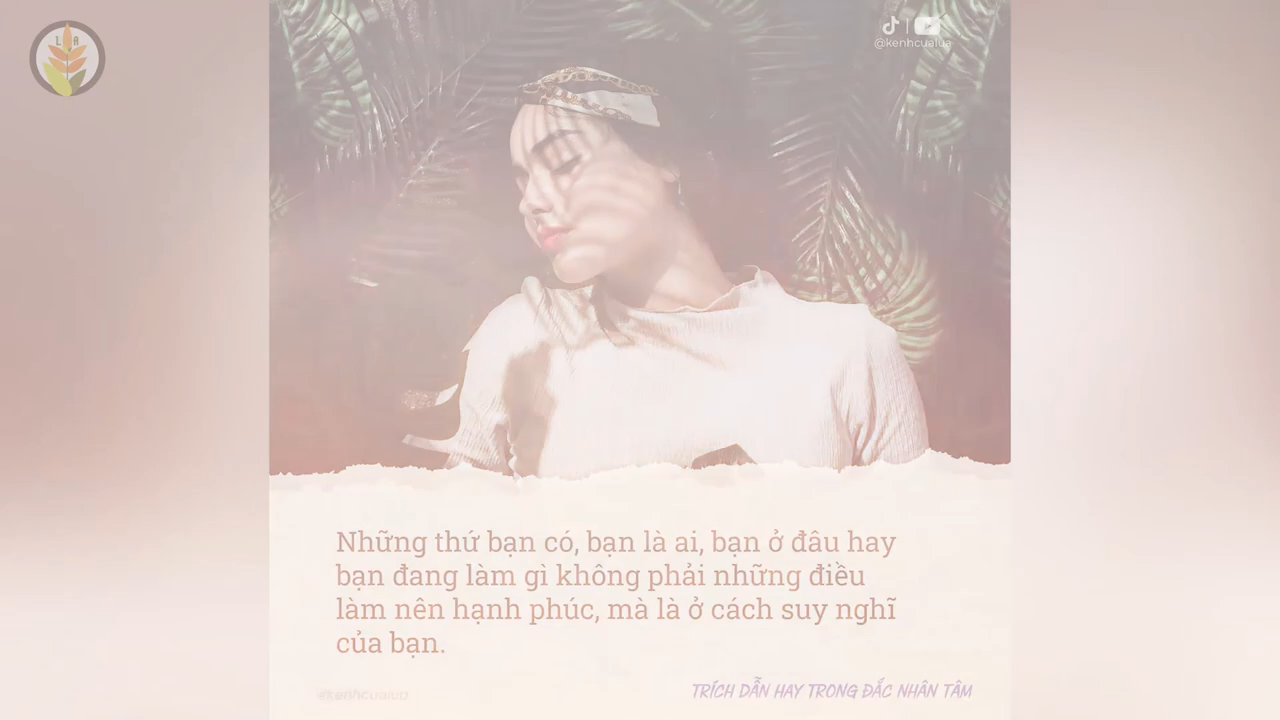 L A
@kenhcualua
Những thứ bạn có, bạn là ai, bạn ở đâu hay
bạn đang làm gì không phải những điều
làm nên hạnh phúc, mà là ở cách suy nghĩ
của bạn.
@kenhcualua
TRÍCH DẪN HAY TRONG ĐẮC NHÂN TÂM